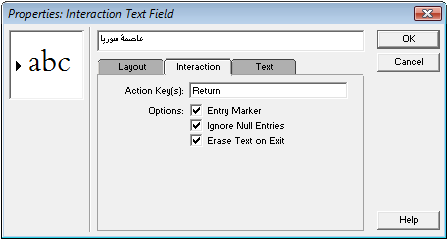 Properties: Interaction Text Field
abc
عاصمة سوريا
OK
Cancel
Layout
Interaction
Text
Action Key(s): Return
Options: Entry Marker
Ignore Null Entries
Erase Text on Exit
Help